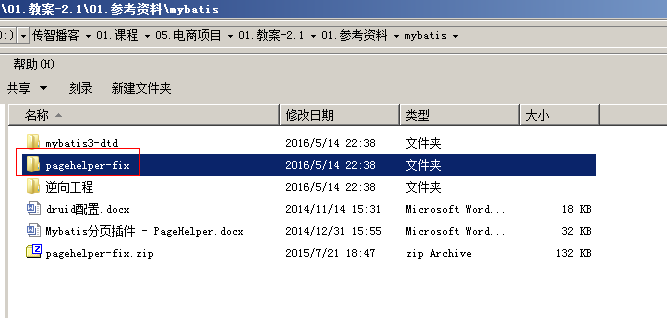 \01.教案-2.1\01.参考资料\mybatis
:) ▾ 传智播客 ▾ 01.课程 ▾ 05.电商项目 ▾ 01.教案-2.1 ▾ 01.参考资料 ▾ mybatis ▾
帮助(H)
共享 ▾ 刻录 新建文件夹
名称 修改日期 类型 大小
mybatis3-dtd 2016/5/14 22:38 文件夹
pagehelper-fix 2016/5/14 22:38 文件夹
逆向工程 2016/5/14 22:38 文件夹
druid配置.docx 2014/11/14 15:31 Microsoft Word... 18 KB
Mybatis分页插件 - PageHelper.docx 2014/12/31 15:55 Microsoft Word... 32 KB
pagehelper-fix.zip 2015/7/21 18:47 zip Archive 132 KB